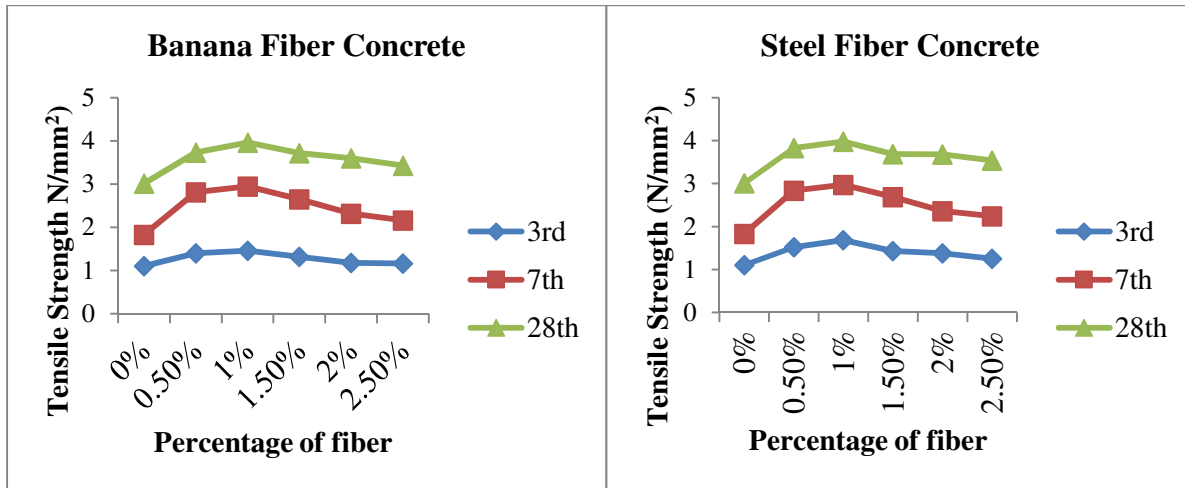 Banana Fiber Concrete
Tensile Strength N/mm²)
5
4
3
2
1
0
0%
0.50%
1%
1.50%
2%
2.50%
Percentage of fiber
3rd
7th
28th
Steel Fiber Concrete
Tensile Strength (N/mm²)
5
4
3
2
1
0
0%
0.50%
1%
1.50%
2%
2.50%
Percentage of fiber
3rd
7th
28th